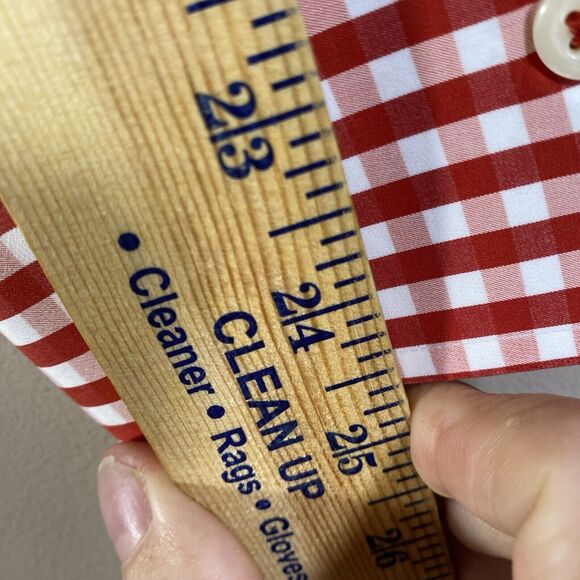 23
24
25
26
CLEAN UP
• Cleaner • Rags • Gloves